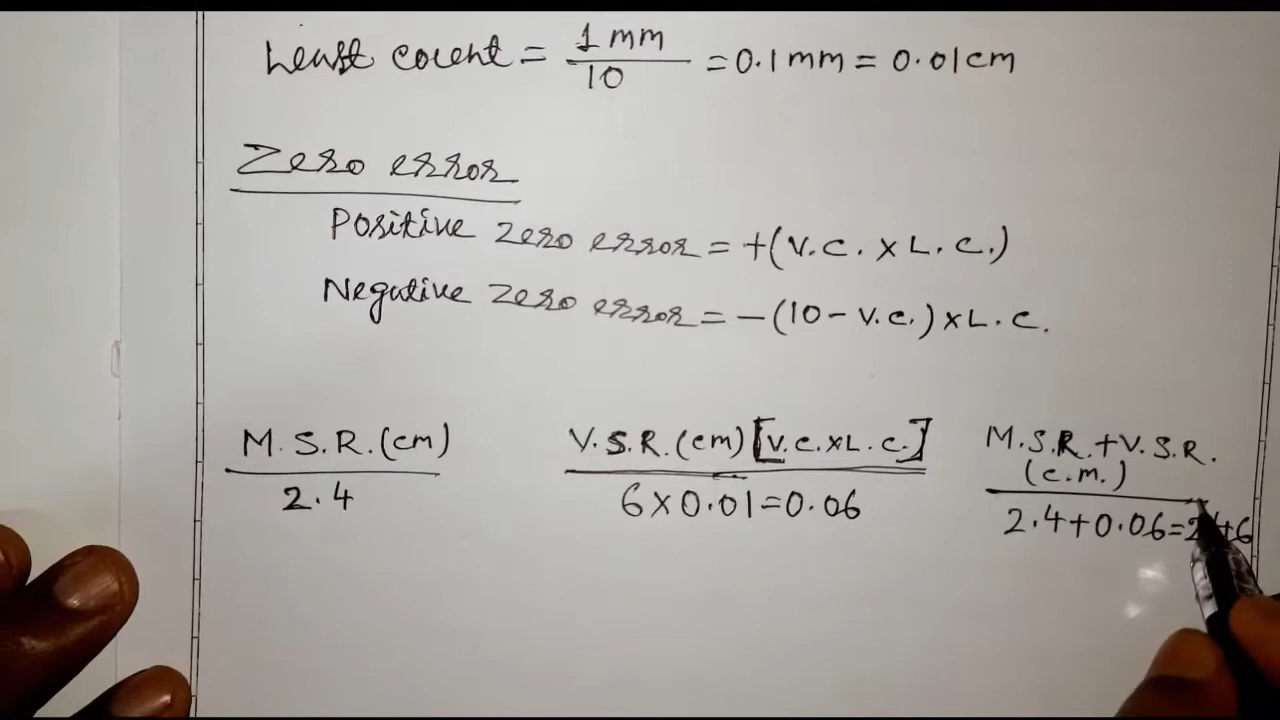 Least count = 1 mm / 10 = 0.1 mm = 0.01 cm
Zero error
Positive zero error = +(V.C. x L.C.)
Negative zero error = -(10 - V.C.) x L.C.
M.S.R. (cm) V.S.R. (cm) [V.C. x L.C.] M.S.R. + V.S.R. (c.m.)
2.4 6 x 0.01 = 0.06 2.4 + 0.06 =